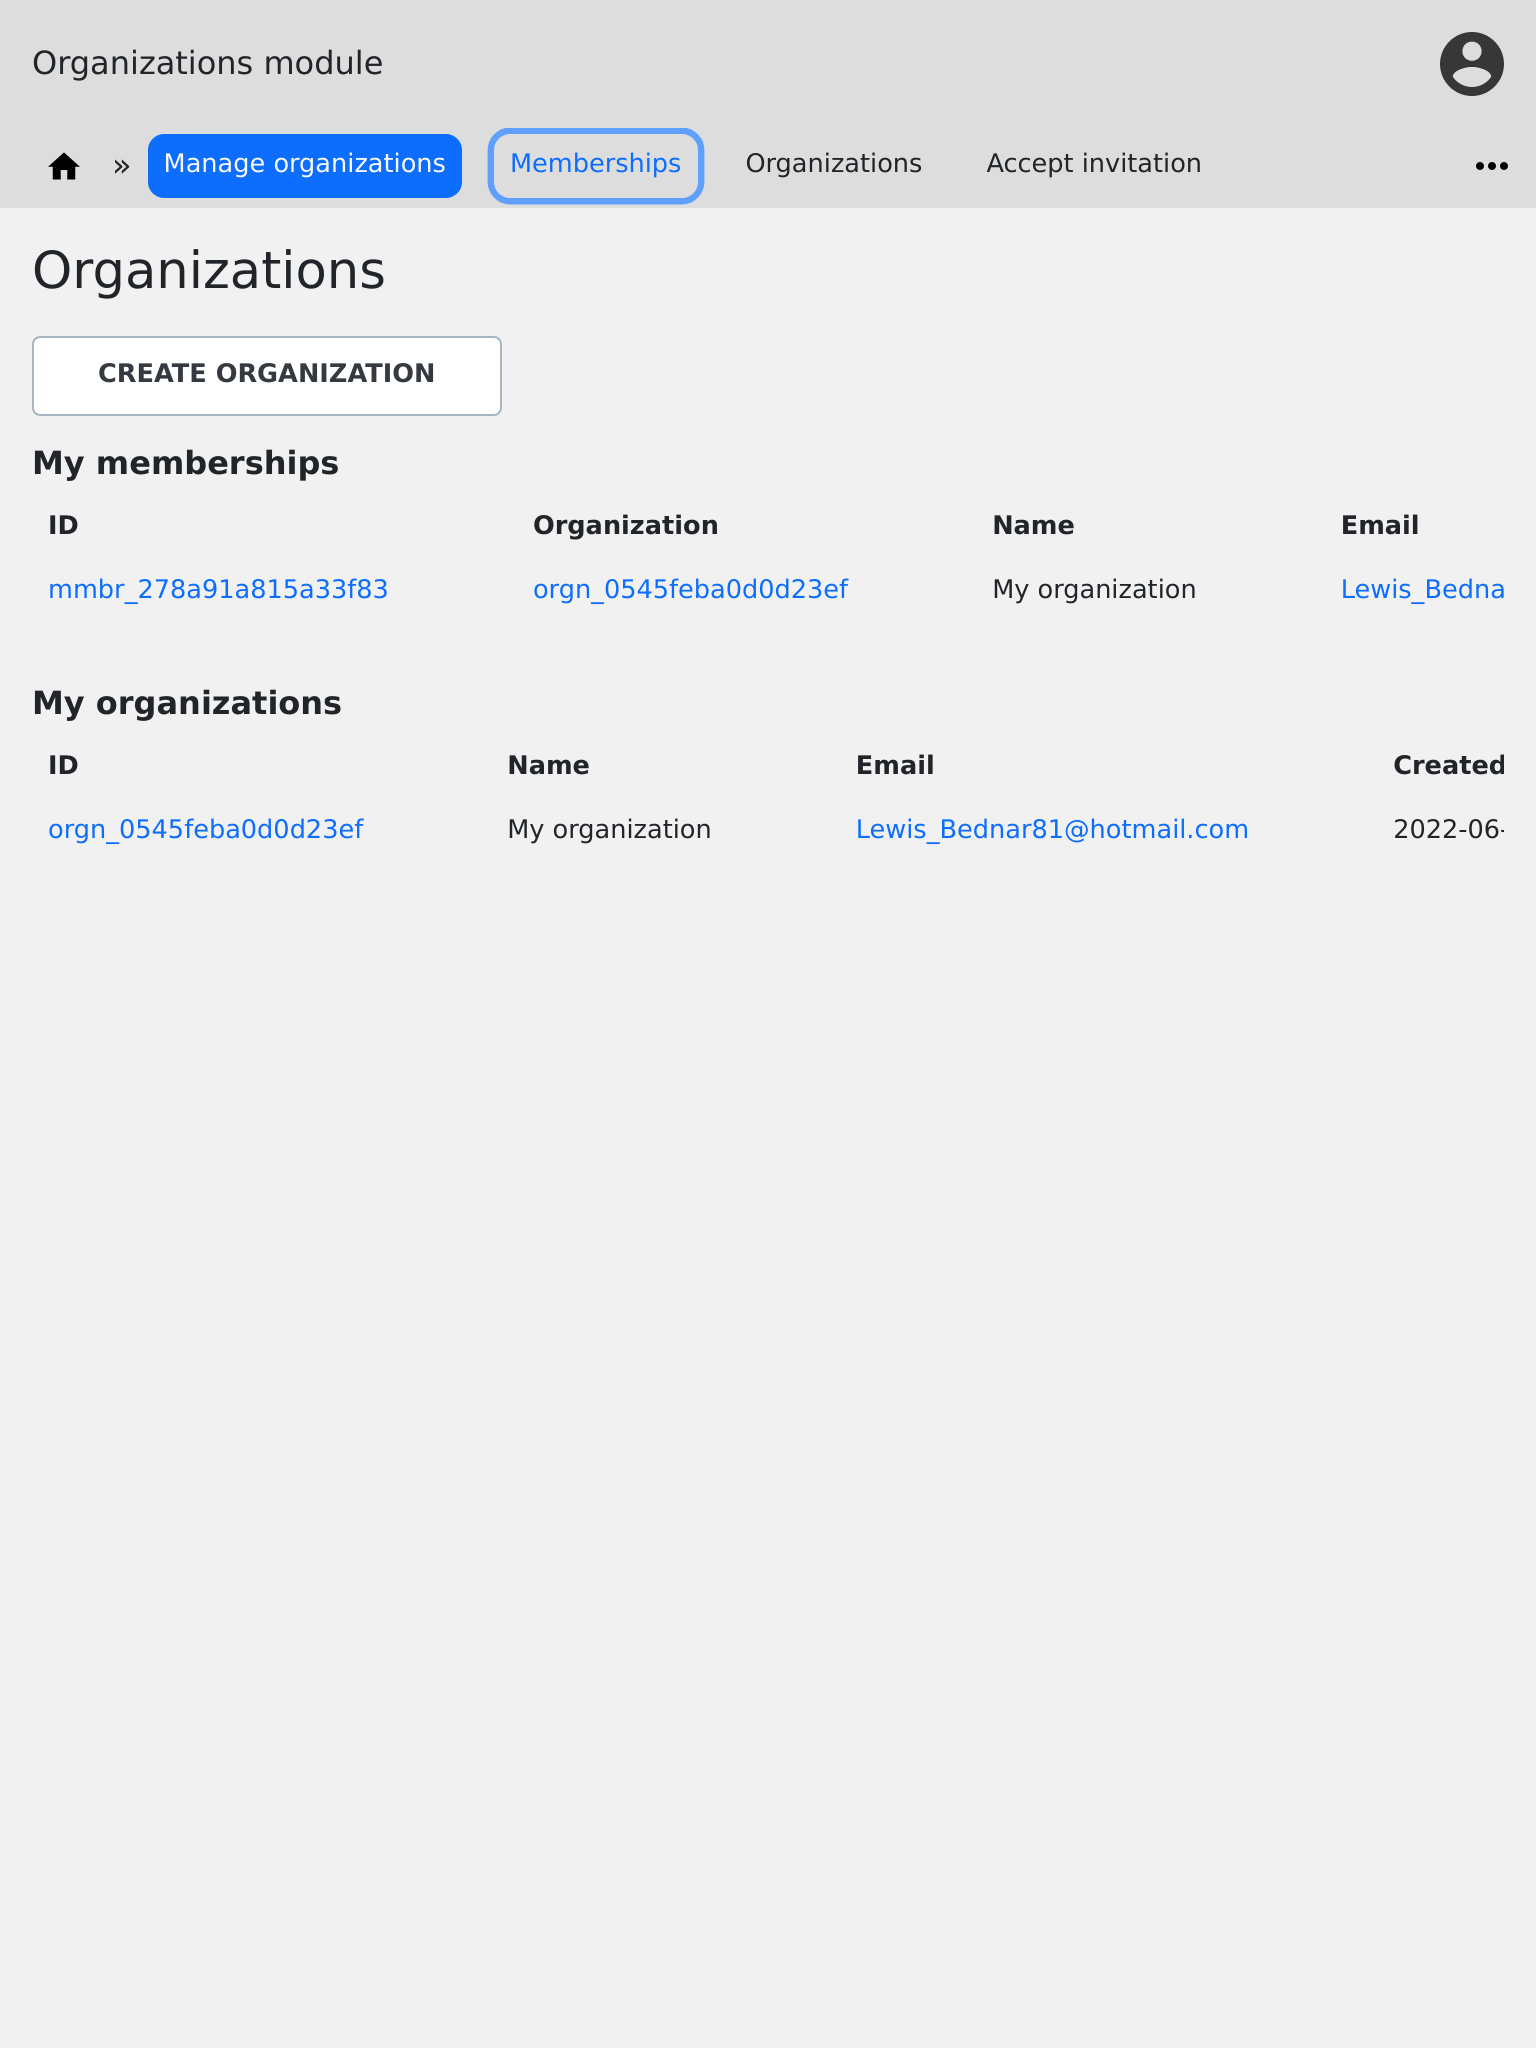 Organizations module
» Manage organizations Memberships Organizations Accept invitation
Organizations
CREATE ORGANIZATION
My memberships
ID Organization Name Email
mmbr_278a91a815a33f83 orgn_0545feba0d0d23ef My organization Lewis_Bedna
My organizations
ID Name Email Created
orgn_0545feba0d0d23ef My organization Lewis_Bednar81@hotmail.com 2022-06-